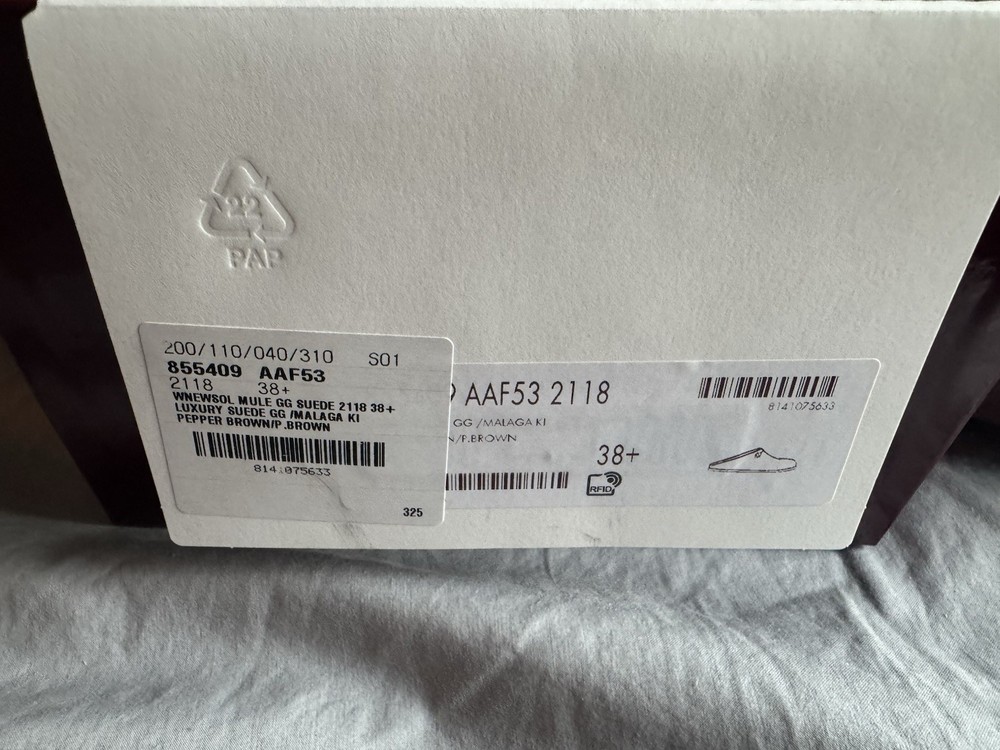 22
PAP
200/110/040/310 S01
855409 AAF53
2118 38+
WNEWSOL MULE GG SUEDE 2118 38+
LUXURY SUEDE GG /MALAGA KI
PEPPER BROWN/P.BROWN
8141075633
325
9 AAF53 2118
8141075633
GG /MALAGA KI
N/P.BROWN
38+
RFID